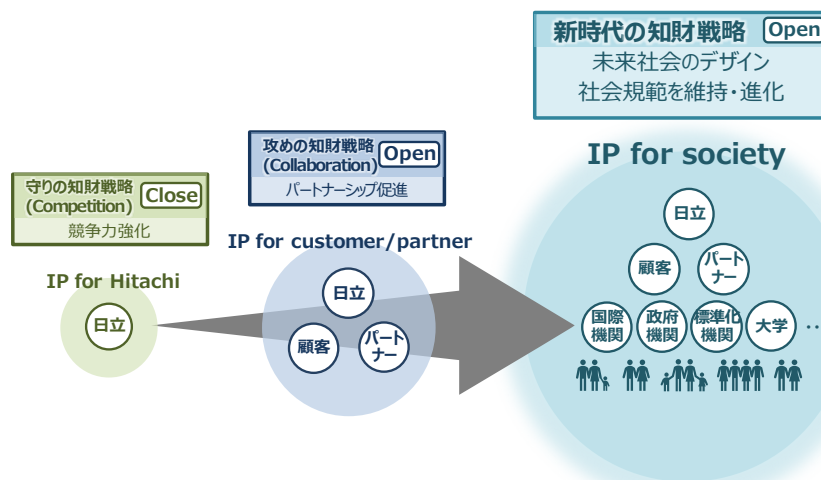 守りの知財戦略
(Competition)
Close
競争力強化
IP for Hitachi
日立
攻めの知財戦略
(Collaboration)
Open
パートナーシップ促進
IP for customer/partner
日立
顧客
パート
ナー
新時代の知財戦略
Open
未来社会のデザイン
社会規範を維持・進化
IP for society
日立
顧客
パート
ナー
国際
機関
政府
機関
標準化
機関
大学
…